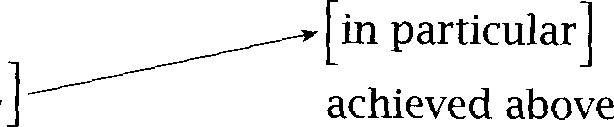 [in particular]
]
achieved above